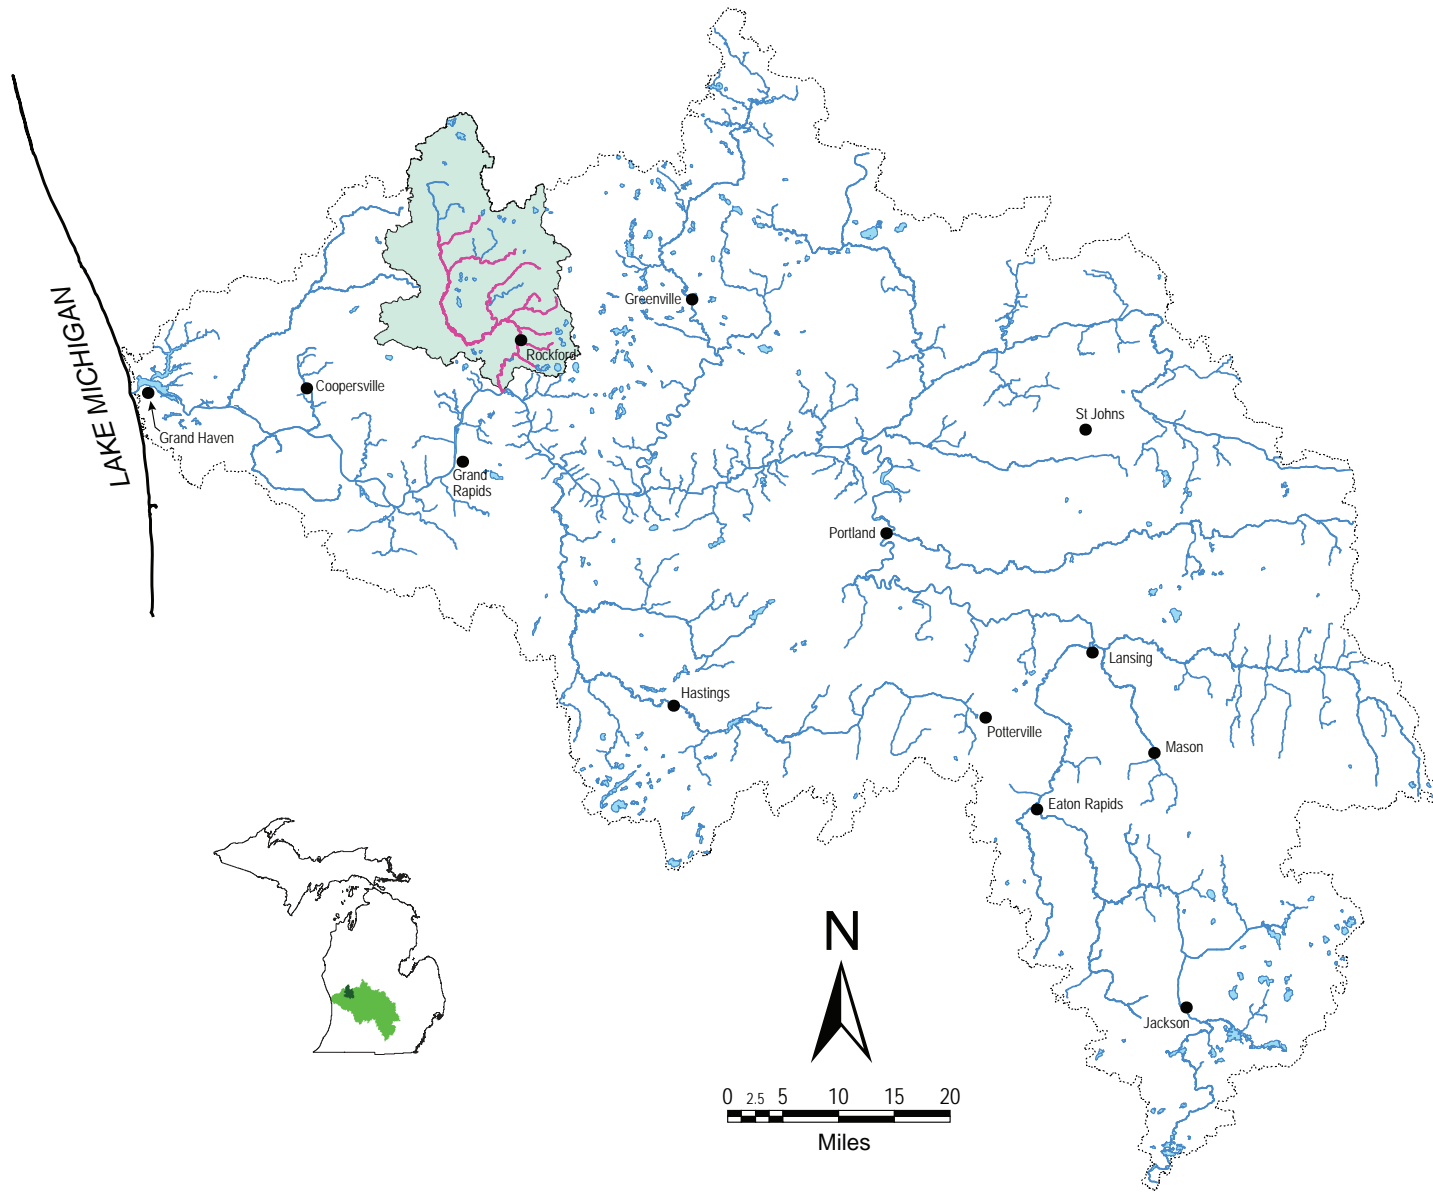 LAKE MICHIGAN
Greenville
Rockford
Coopersville
Grand Haven
St Johns
Grand
Rapids
Portland
Lansing
Hastings
Potterville
Mason
Eaton Rapids
N
Jackson
0 2.5 5 10 15 20
Miles